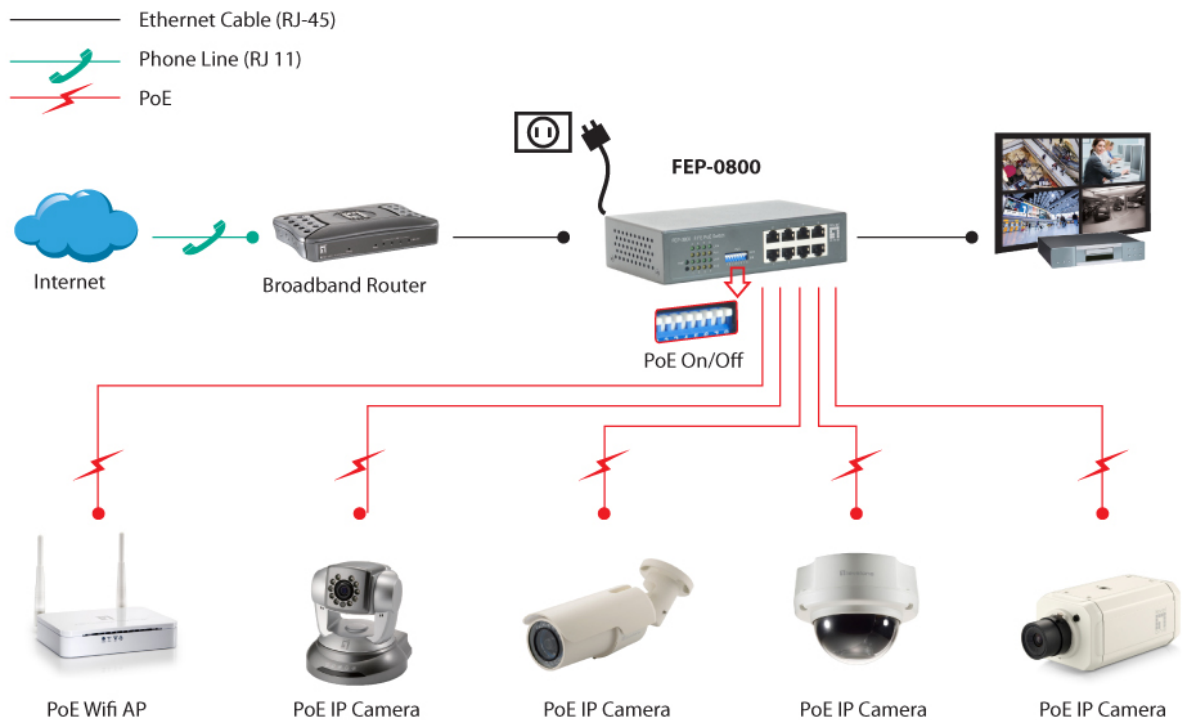 Ethernet Cable (RJ-45)
Phone Line (RJ 11)
PoE
FEP-0800
Internet
Broadband Router
PoE On/Off
PoE Wifi AP
PoE IP Camera
PoE IP Camera
PoE IP Camera
PoE IP Camera